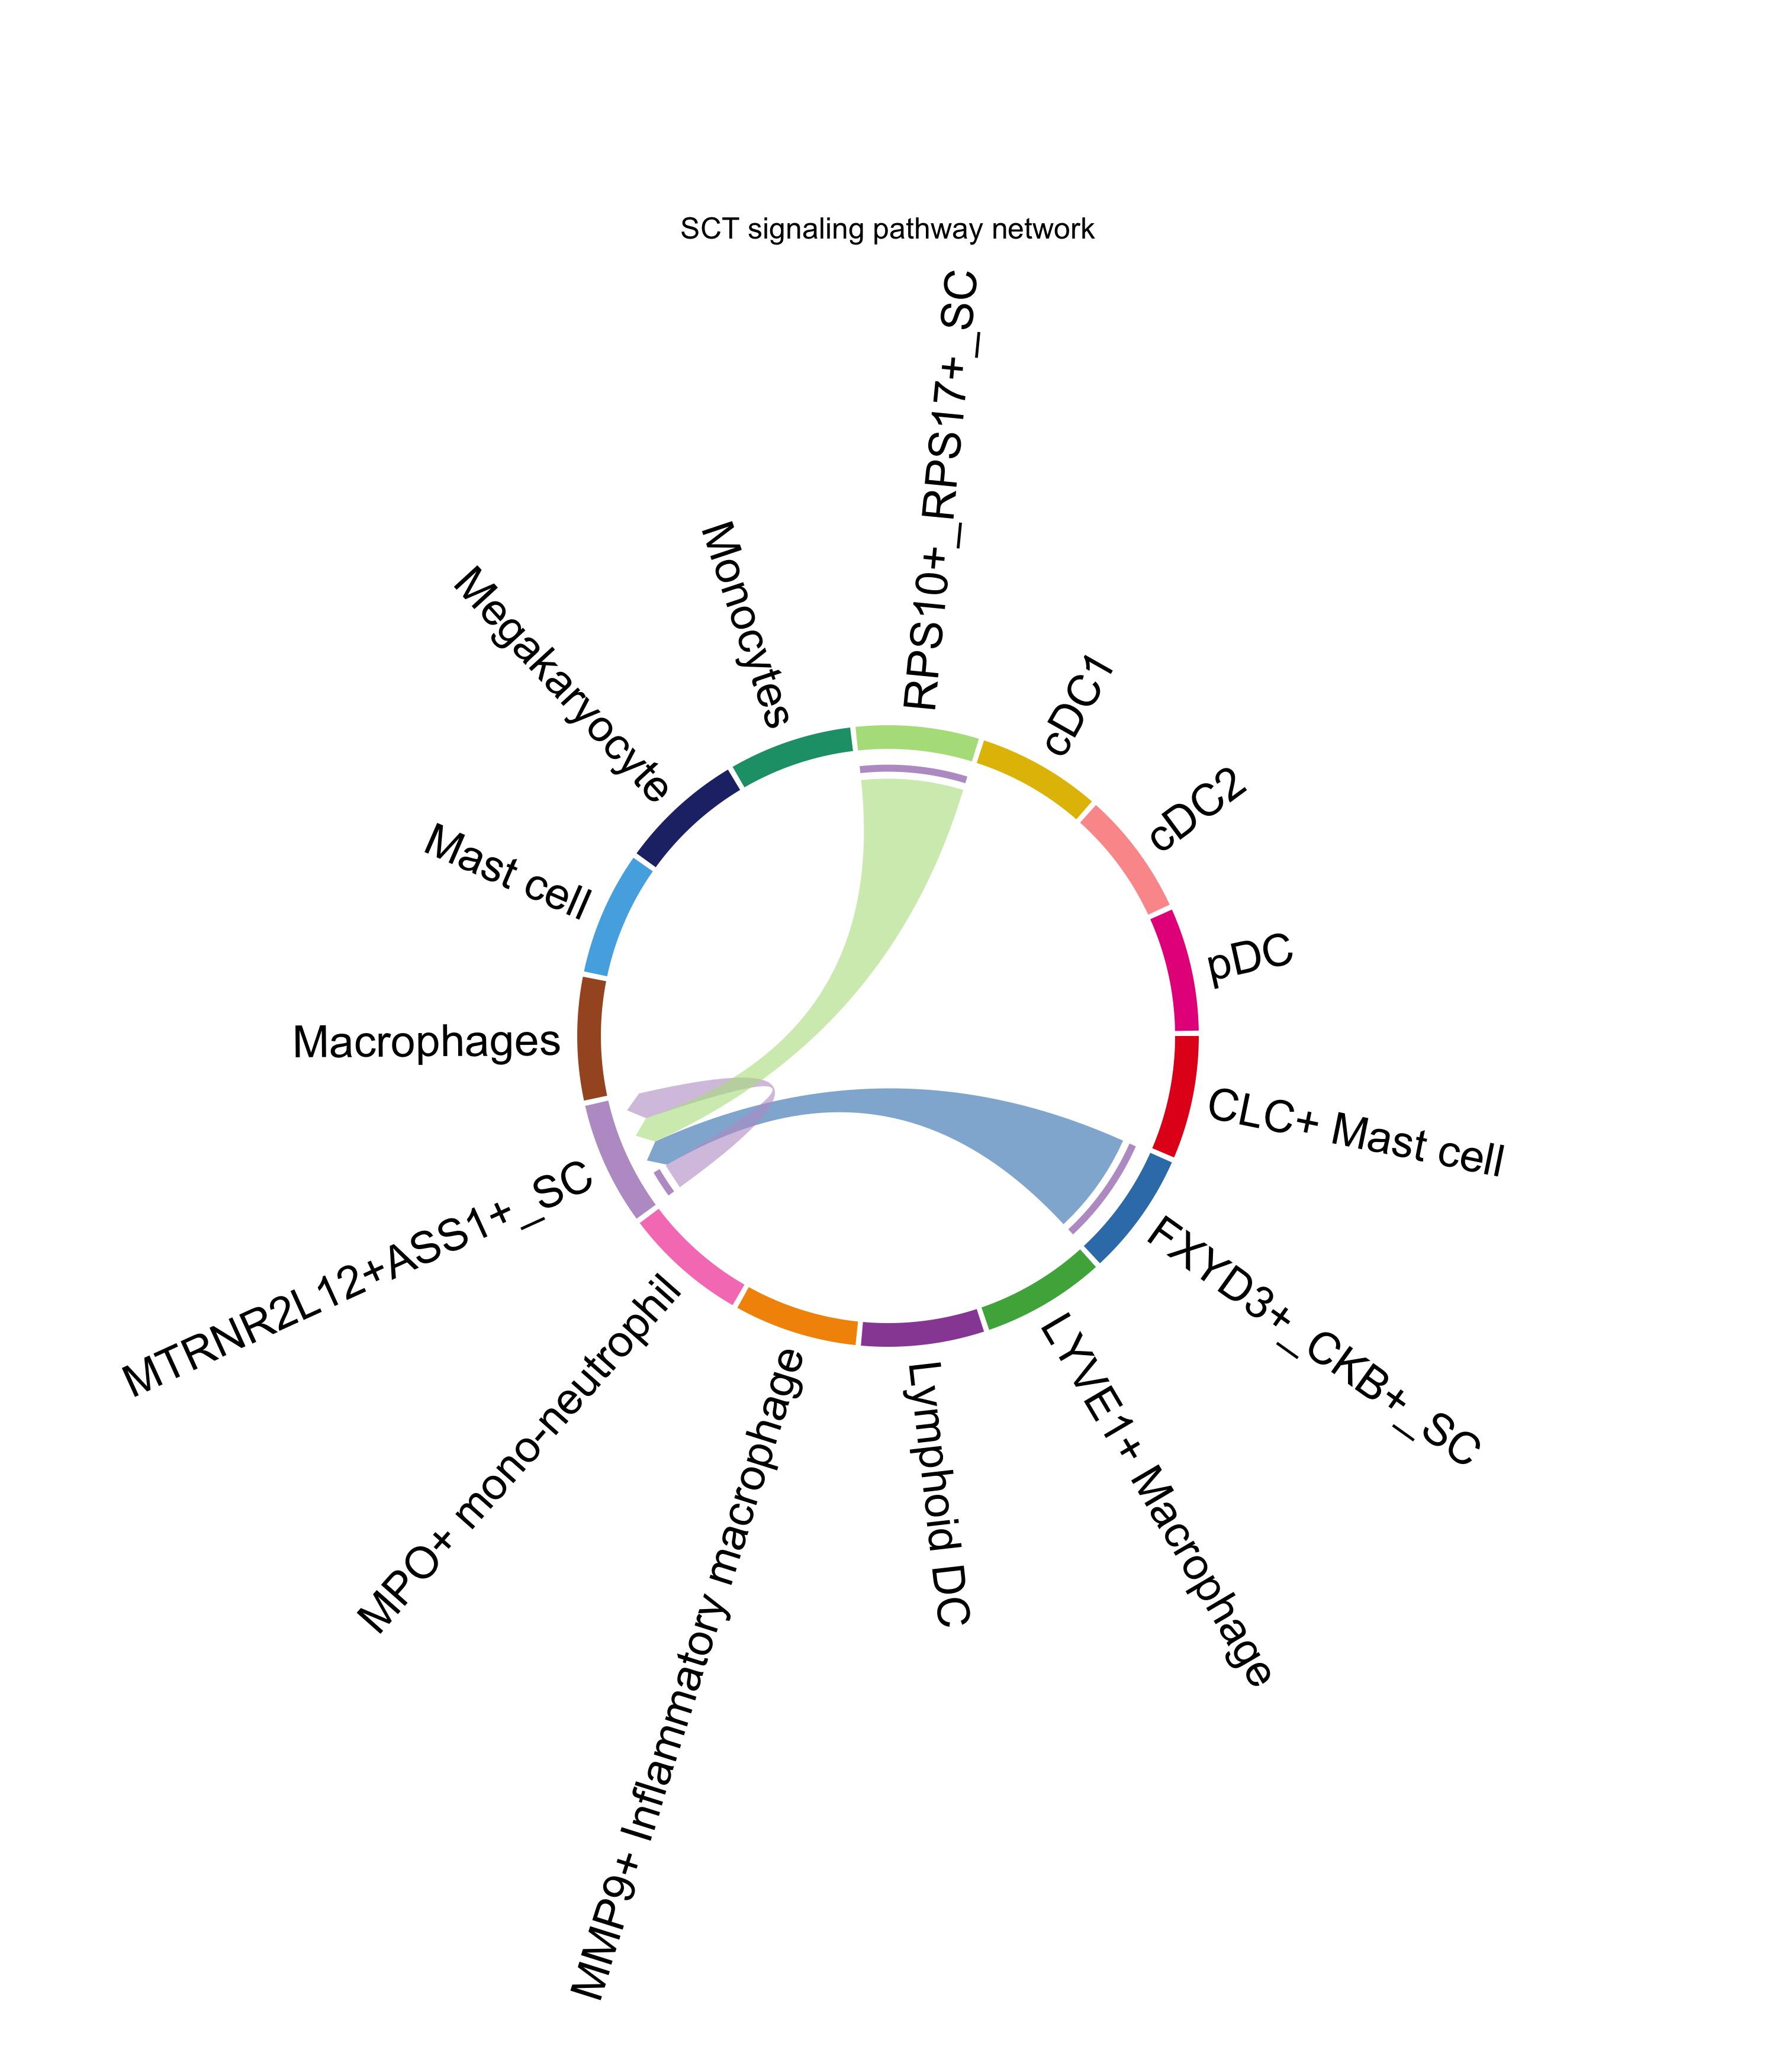 SCT signaling pathway network
RPS10+_RPS17+_SC
cDC1
cDC2
pDC
CLC+ Mast cell
FXYD3+_CKB+_SC
LYVE1+ Macrophage
Lymphoid DC
MMP9+ Inflammatory macrophage
MPO+ mono-neutrophil
MTRNR2L12+ASS1+_SC
Macrophages
Mast cell
Megakaryocyte
Monocytes